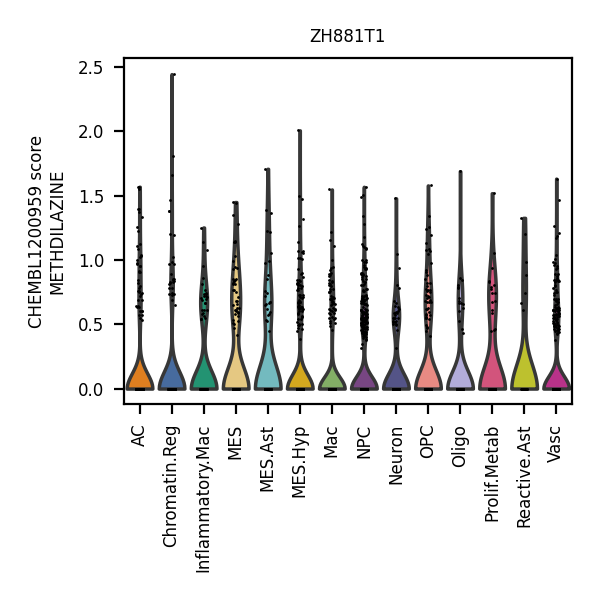 ZH881T1
CHEMBL1200959 score
METHDILAZINE
2.5
2.0
1.5
1.0
0.5
0.0
AC
Chromatin.Reg
Inflammatory.Mac
MES
MES.Ast
MES.Hyp
Mac
NPC
Neuron
OPC
Oligo
Prolif.Metab
Reactive.Ast
Vasc